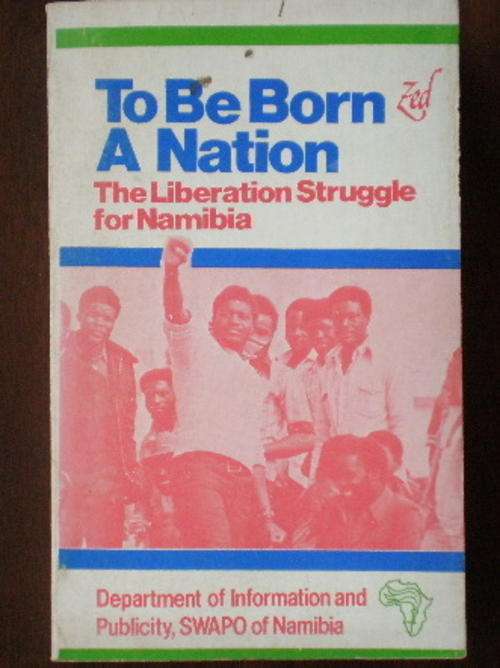 To Be Born
zed
A Nation
The Liberation Struggle
for Namibia
Department of Information and
Publicity, SWAPO of Namibia